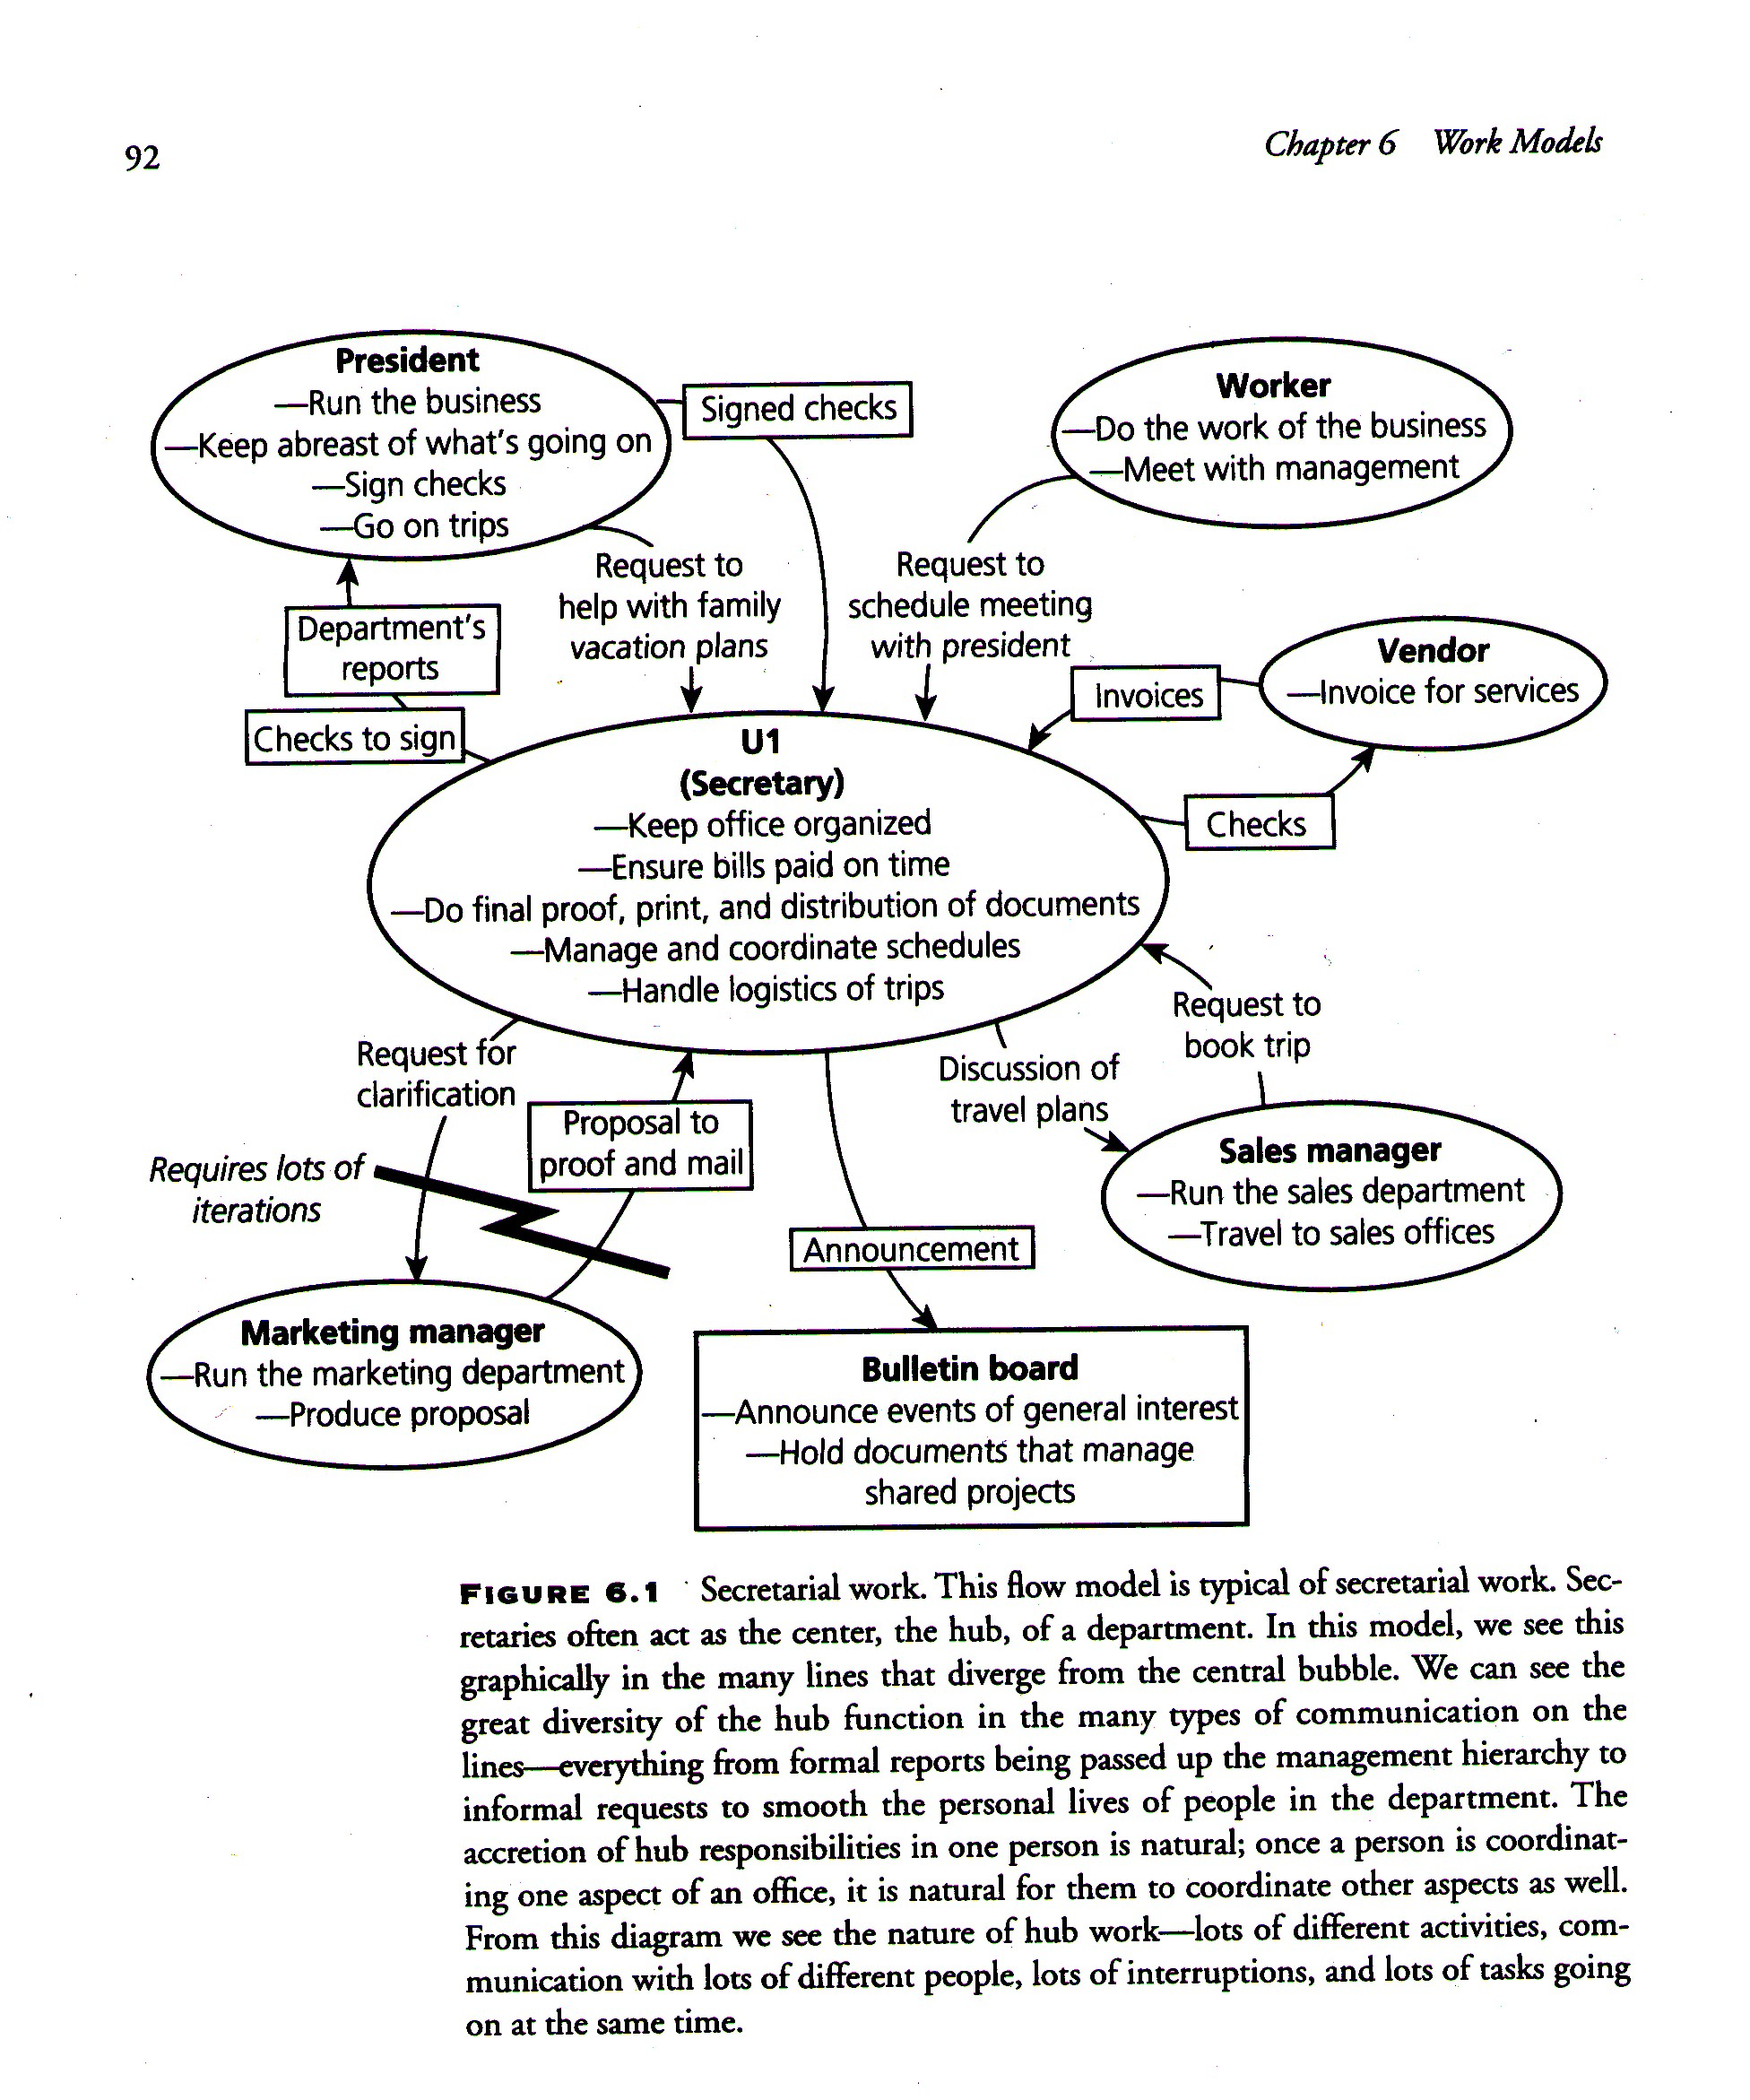 92
Chapter 6 Work Models
President
—Run the business
—Keep abreast of what's going on
—Sign checks
—Go on trips
Signed checks
Worker
—Do the work of the business
—Meet with management
Request to
help with family
vacation plans
Request to
schedule meeting
with president
Department's
reports
Checks to sign
Vendor
—Invoice for services
Invoices
Checks
U1
(Secretary)
—Keep office organized
—Ensure bills paid on time
—Do final proof, print, and distribution of documents
—Manage and coordinate schedules
—Handle logistics of trips
Request for
clarification
Proposal to
proof and mail
Requires lots of
iterations
Discussion of
travel plans
Request to
book trip
Announcement
Sales manager
—Run the sales department
—Travel to sales offices
Marketing manager
—Run the marketing department
—Produce proposal
Bulletin board
—Announce events of general interest
—Hold documents that manage
shared projects
FIGURE 6.1 Secretarial work. This flow model is typical of secretarial work. Sec-
retaries often act as the center, the hub, of a department. In this model, we see this
graphically in the many lines that diverge from the central bubble. We can see the
great diversity of the hub function in the many types of communication on the
lines—everything from formal reports being passed up the management hierarchy to
informal requests to smooth the personal lives of people in the department. The
accretion of hub responsibilities in one person is natural; once a person is coordinat-
ing one aspect of an office, it is natural for them to coordinate other aspects as well.
From this diagram we see the nature of hub work—lots of different activities, com-
munication with lots of different people, lots of interruptions, and lots of tasks going
on at the same time.